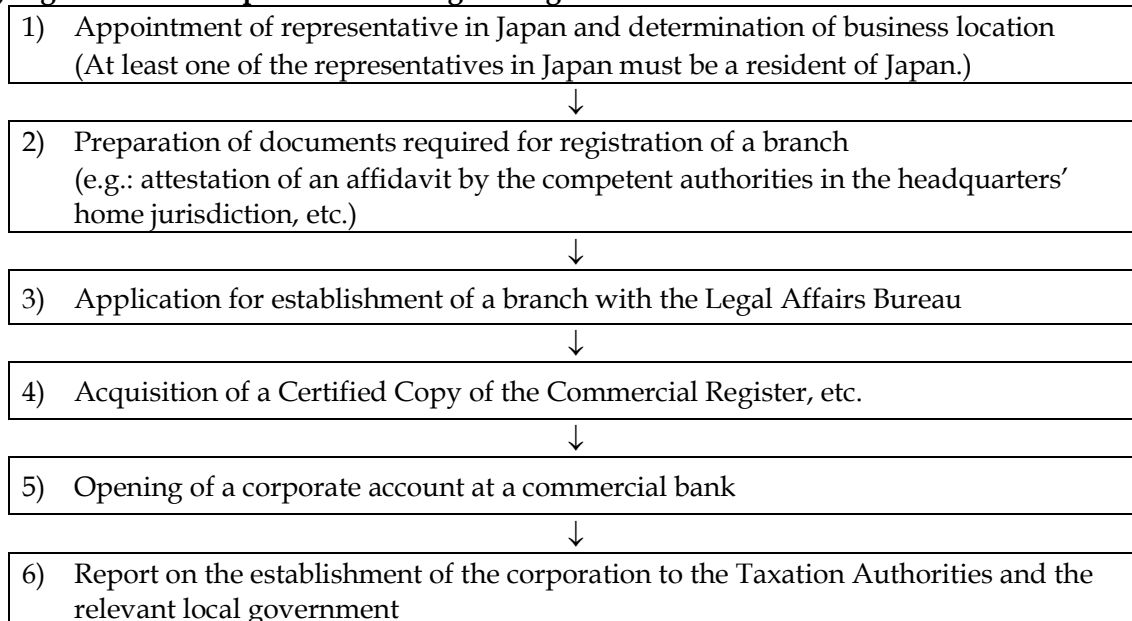 1) Appointment of representative in Japan and determination of business location
(At least one of the representatives in Japan must be a resident of Japan.)
↓
2) Preparation of documents required for registration of a branch
(e.g.: attestation of an affidavit by the competent authorities in the headquarters’
home jurisdiction, etc.)
↓
3) Application for establishment of a branch with the Legal Affairs Bureau
↓
4) Acquisition of a Certified Copy of the Commercial Register, etc.
↓
5) Opening of a corporate account at a commercial bank
↓
6) Report on the establishment of the corporation to the Taxation Authorities and the
relevant local government